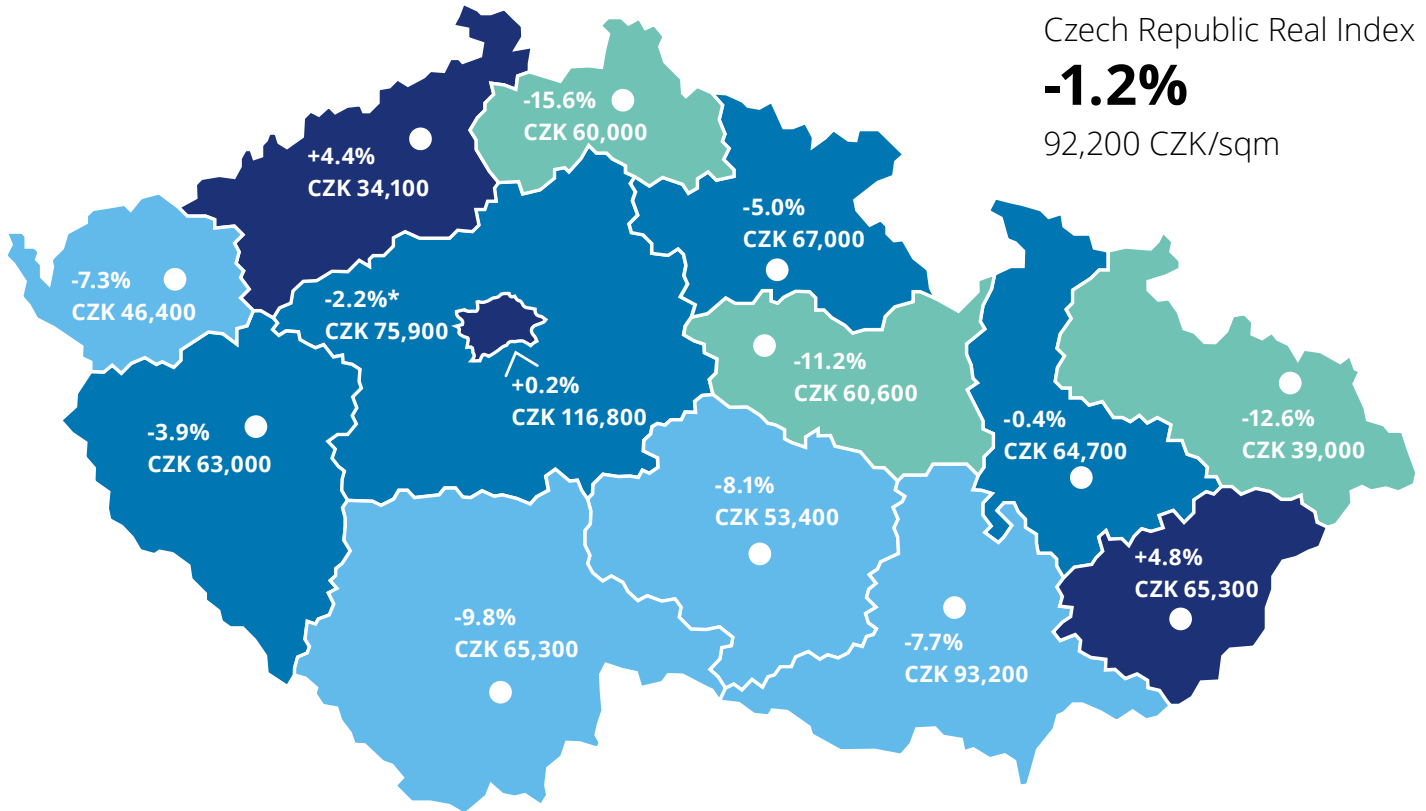 Czech Republic Real Index
-1.2%
92,200 CZK/sqm
-15.6%
CZK 60,000
+4.4%
CZK 34,100
-5.0%
CZK 67,000
-7.3%
CZK 46,400
-2.2%*
CZK 75,900
+0.2%
CZK 116,800
-11.2%
CZK 60,600
-3.9%
CZK 63,000
-0.4%
CZK 64,700
-12.6%
CZK 39,000
-8.1%
CZK 53,400
+4.8%
CZK 65,300
-9.8%
CZK 65,300
-7.7%
CZK 93,200